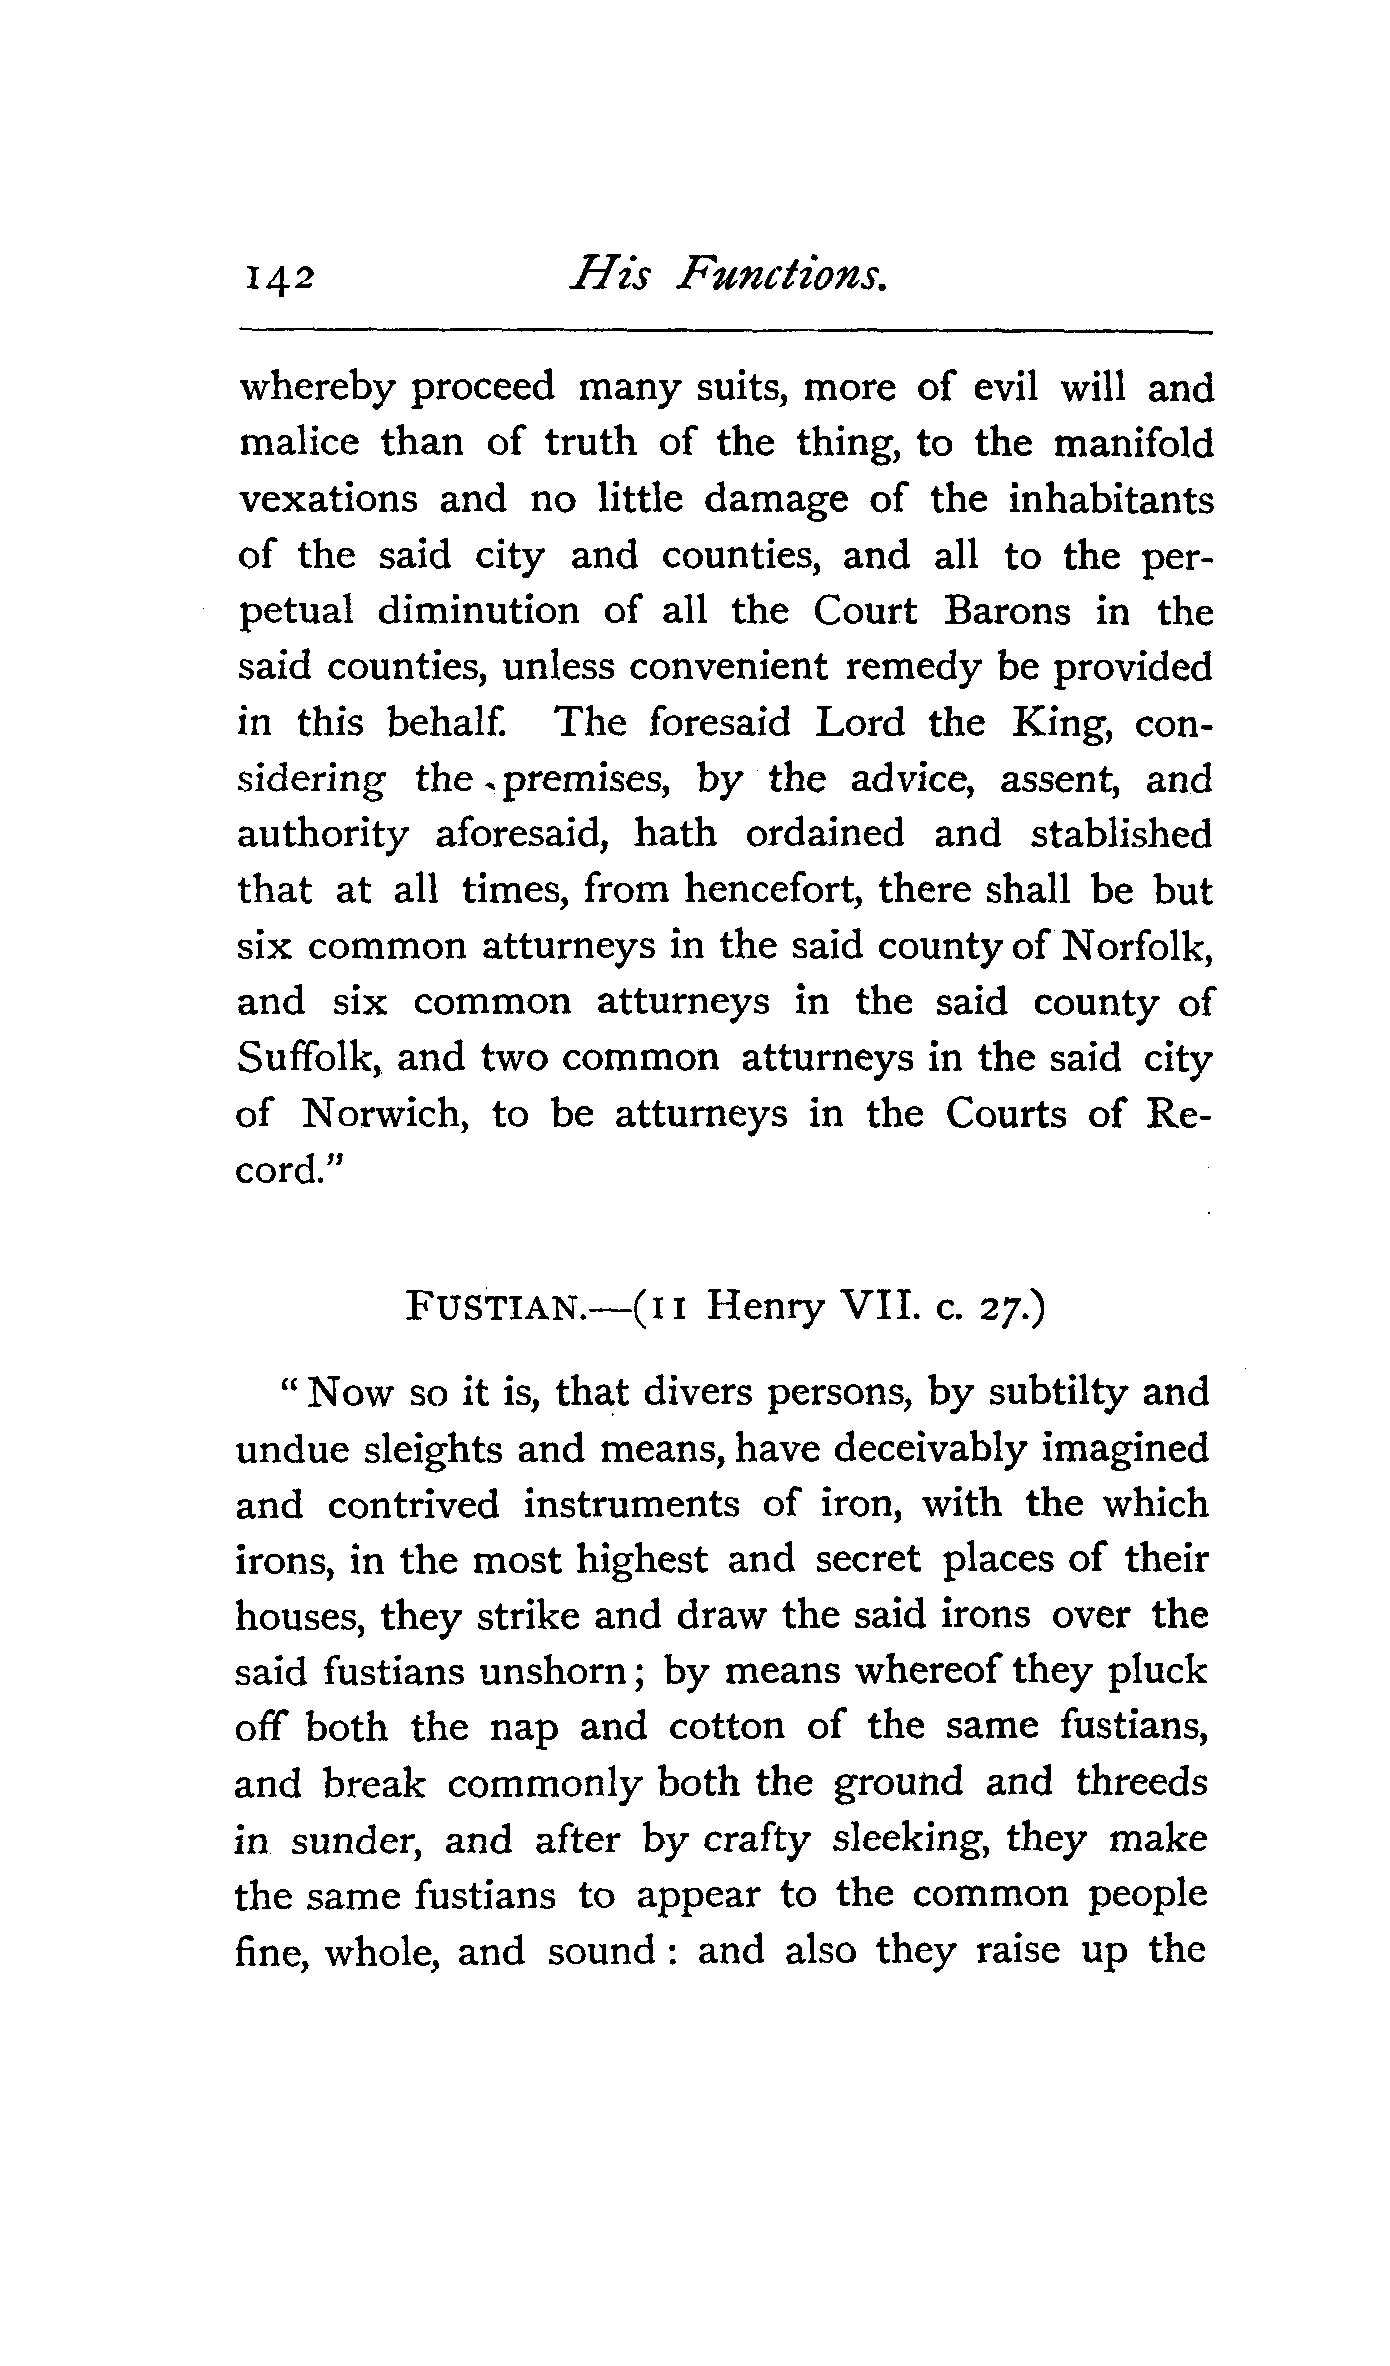 142 His Functions.
whereby proceed many suits, more of evil will and
malice than of truth of the thing, to the manifold
vexations and no little damage of the inhabitants
of the said city and counties, and all to the per-
petual diminution of all the Court Barons in the
said counties, unless convenient remedy be provided
in this behalf. The foresaid Lord the King, con-
sidering the premises, by the advice, assent, and
authority aforesaid, hath ordained and stablished
that at all times, from hencefort, there shall be but
six common atturneys in the said county of Norfolk,
and six common atturneys in the said county of
Suffolk, and two common atturneys in the said city
of Norwich, to be atturneys in the Courts of Re-
cord."
FUSTIAN.—(11 Henry VII. c. 27.)
"Now so it is, that divers persons, by subtilty and
undue sleights and means, have deceivably imagined
and contrived instruments of iron, with the which
irons, in the most highest and secret places of their
houses, they strike and draw the said irons over the
said fustians unshorn; by means whereof they pluck
off both the nap and cotton of the same fustians,
and break commonly both the ground and threeds
in sunder, and after by crafty sleeking, they make
the same fustians to appear to the common people
fine, whole, and sound : and also they raise up the